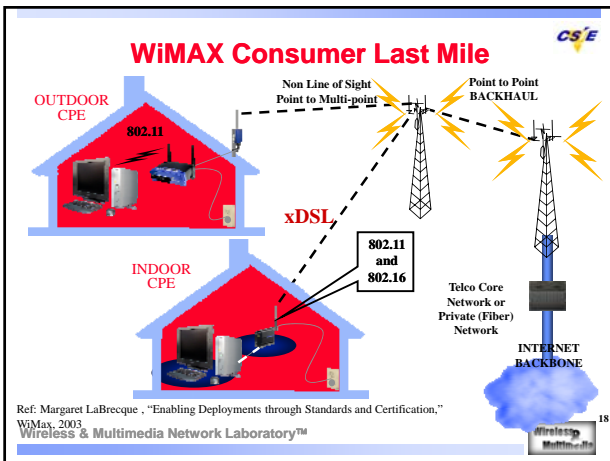 CS/E
WiMAX Consumer Last Mile
Non Line of Sight
Point to Multi-point
Point to Point
BACKHAUL
OUTDOOR
CPE
802.11
xDSL
802.11
and
802.16
INDOOR
CPE
Telco Core
Network or
Private (Fiber)
Network
INTERNET
BACKBONE
Ref: Margaret LaBrecque , “Enabling Deployments through Standards and Certification,”
WiMax, 2003
Wireless & Multimedia Network Laboratory™
18
Wireless
Multimedia